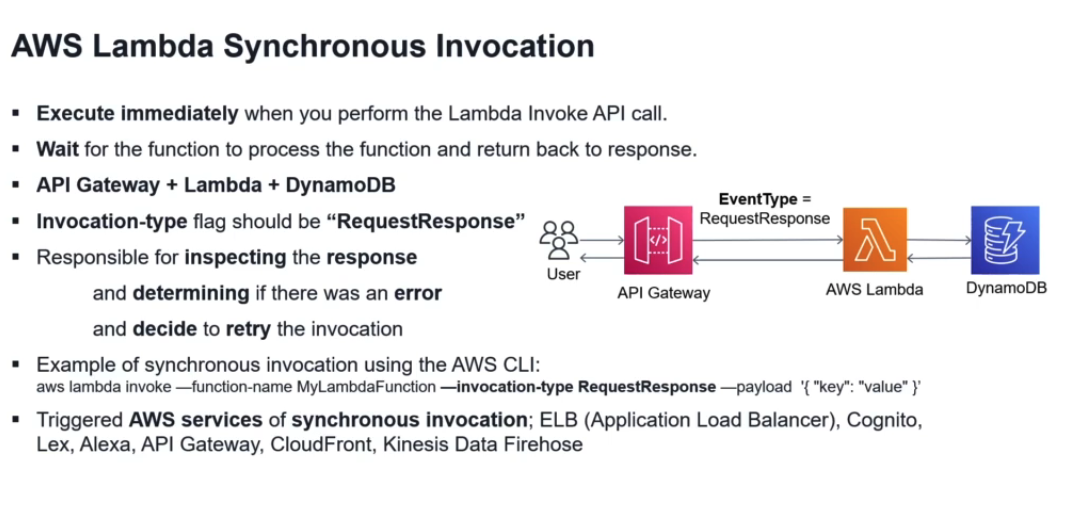 AWS Lambda Synchronous Invocation
▪ Execute immediately when you perform the Lambda Invoke API call.
▪ Wait for the function to process the function and return back to response.
▪ API Gateway + Lambda + DynamoDB
▪ Invocation-type flag should be “RequestResponse”
▪ Responsible for inspecting the response
and determining if there was an error
and decide to retry the invocation
▪ Example of synchronous invocation using the AWS CLI:
aws lambda invoke —function-name MyLambdaFunction —invocation-type RequestResponse —payload '{ "key": "value" }'
▪ Triggered AWS services of synchronous invocation; ELB (Application Load Balancer), Cognito,
Lex, Alexa, API Gateway, CloudFront, Kinesis Data Firehose
EventType =
RequestResponse
User
</>
API Gateway
AWS Lambda
DynamoDB